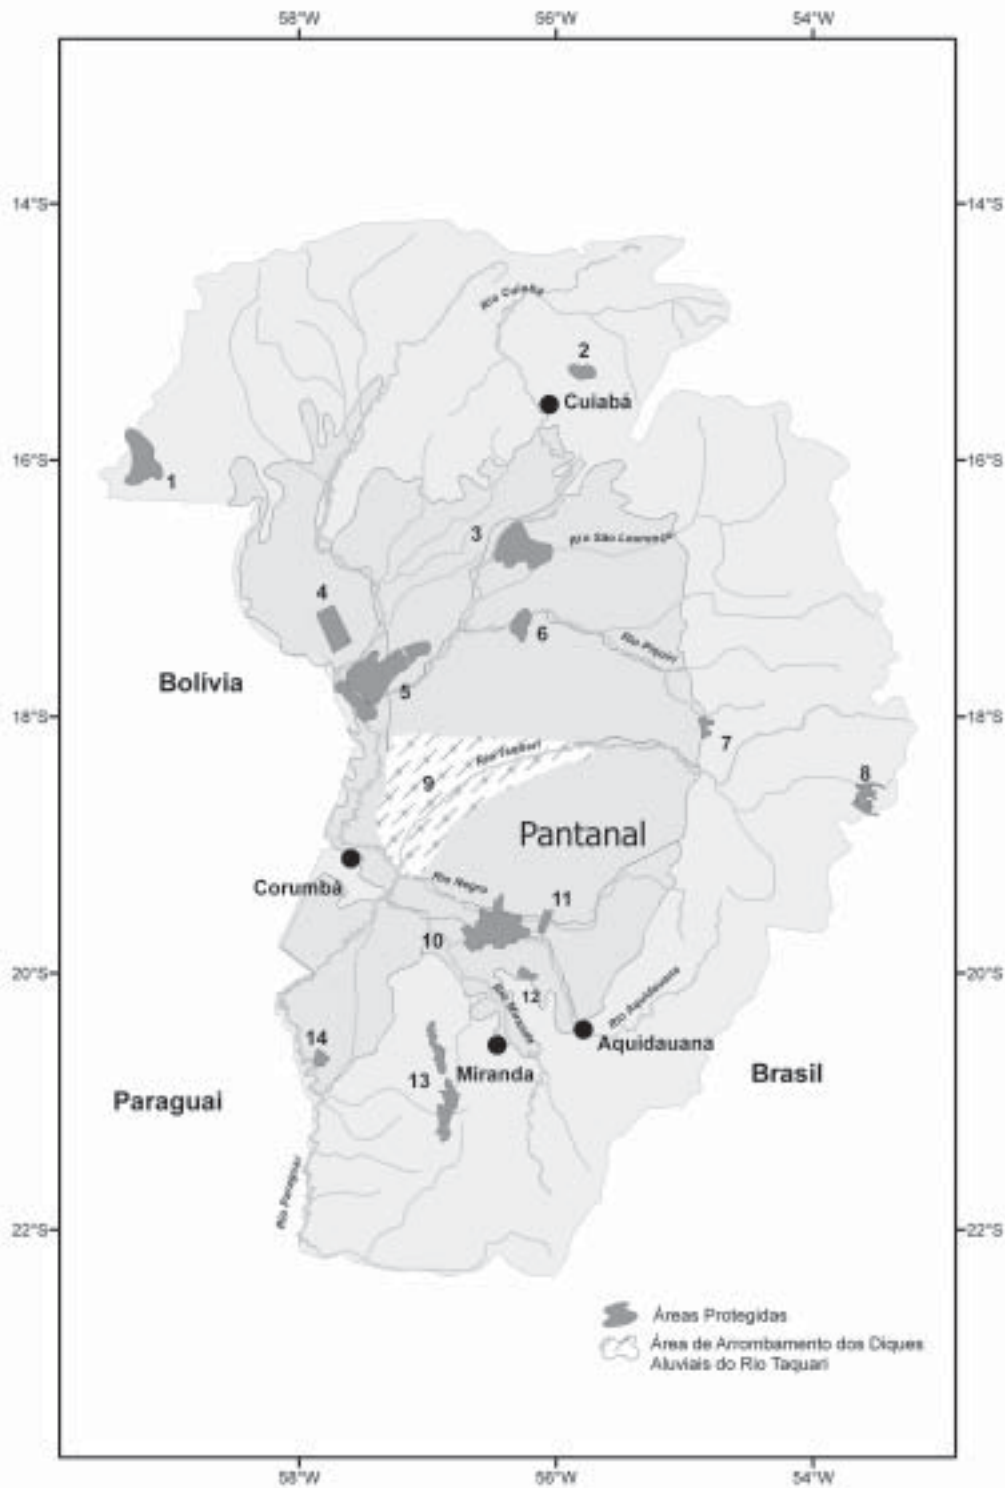 58°W 56°W 54°W
14°S 14°S
Rio Cuiabá
2
Cuiabá
16°S 16°S
1
3
Rio São Lourenço
4
6
Rio Piquiri
Bolívia
5
18°S 18°S
7
Rio Taquari
8
9
Pantanal
Corumbá
Rio Negro
11
10
20°S 20°S
12
Rio Miranda
Rio Aquidauana
14
Aquidauana
13
Miranda
Brasil
Paraguai
Rio Paraguai
22°S 22°S
Áreas Protegidas
Área de Arrombamento dos Diques
Aluviais do Rio Taquari
58°W 56°W 54°W